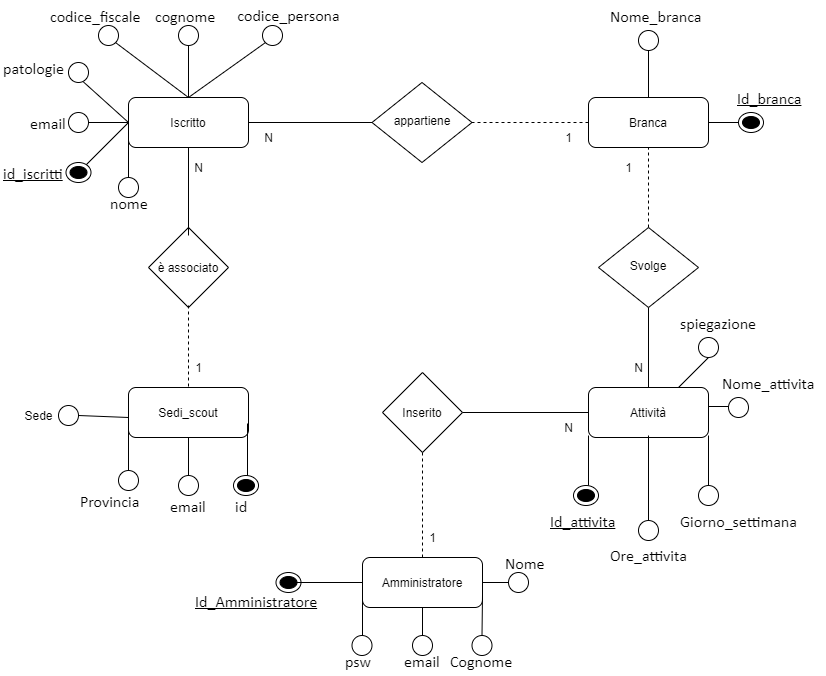 codice_fiscale
cognome
codice_persona
Nome_branca
patologie
Id_branca
email
Iscritto
appartiene
Branca
N
1
id_iscritti
nome
N
1
è associato
Svolge
spiegazione
1
N
Nome_attivita
Sede
Sedi_scout
Inserito
Attività
N
Provincia
email
id
Id_attivita
Giorno_settimana
1
Ore_attivita
Nome
Amministratore
Id_Amministratore
psw
email
Cognome